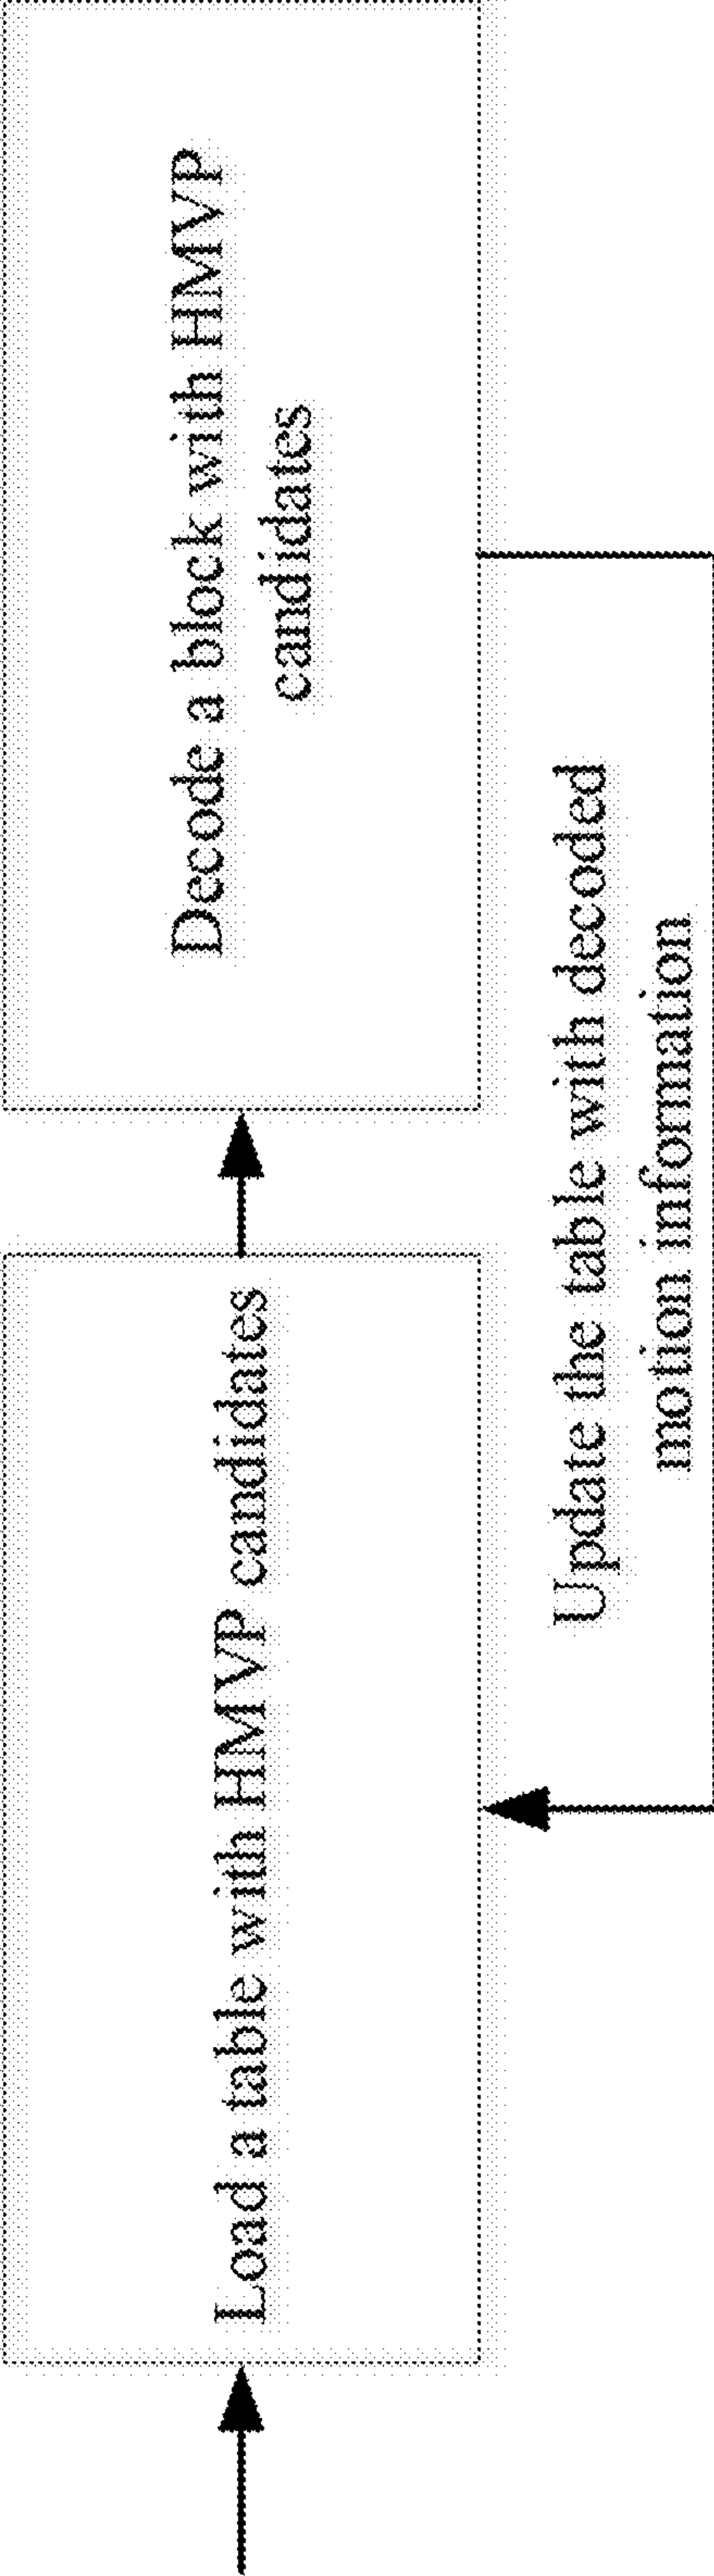 Load a table with HMVP candidates
Decode a block with HMVP
candidates
Update the table with decoded
motion information